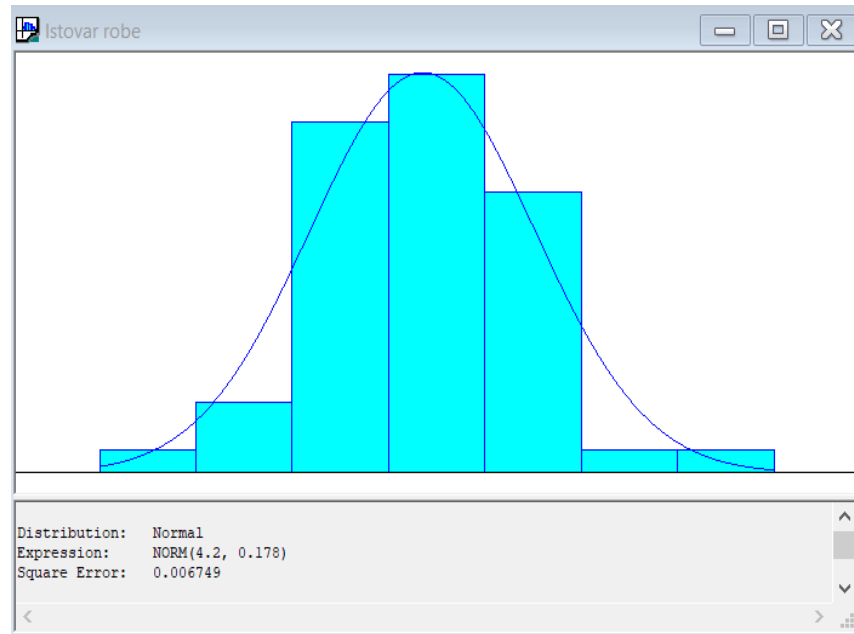 Istovar robe
Distribution: Normal
Expression: NORM(4.2, 0.178)
Square Error: 0.006749